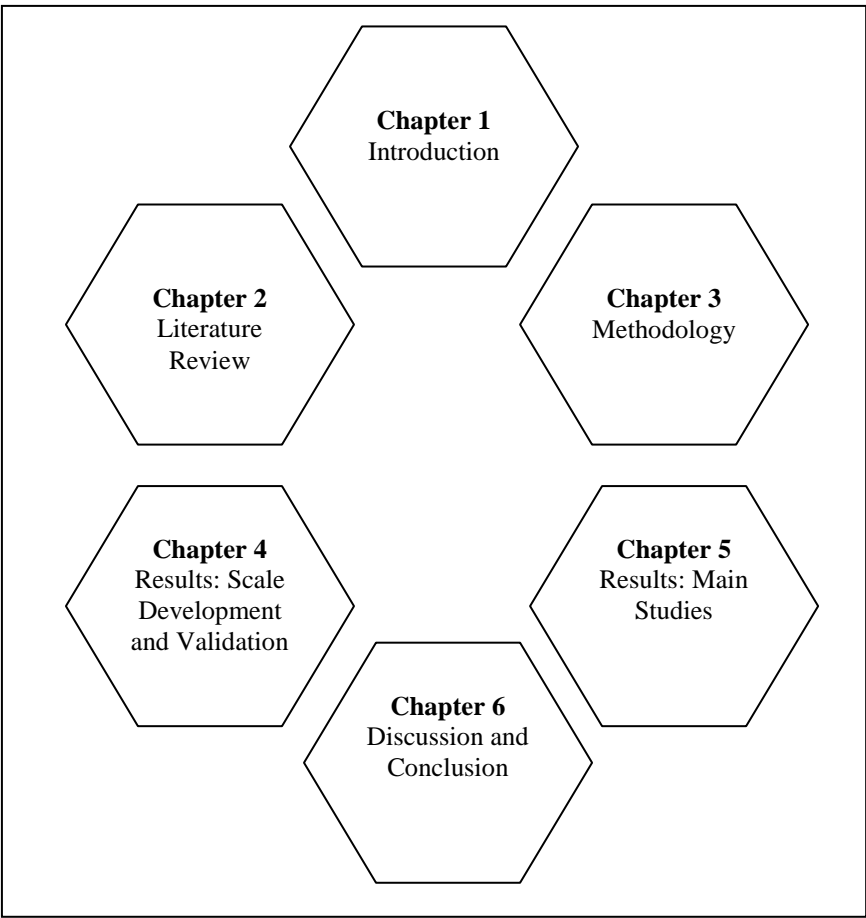 Chapter 1
Introduction
Chapter 2
Literature
Review
Chapter 3
Methodology
Chapter 4
Results: Scale
Development
and Validation
Chapter 5
Results: Main
Studies
Chapter 6
Discussion and
Conclusion